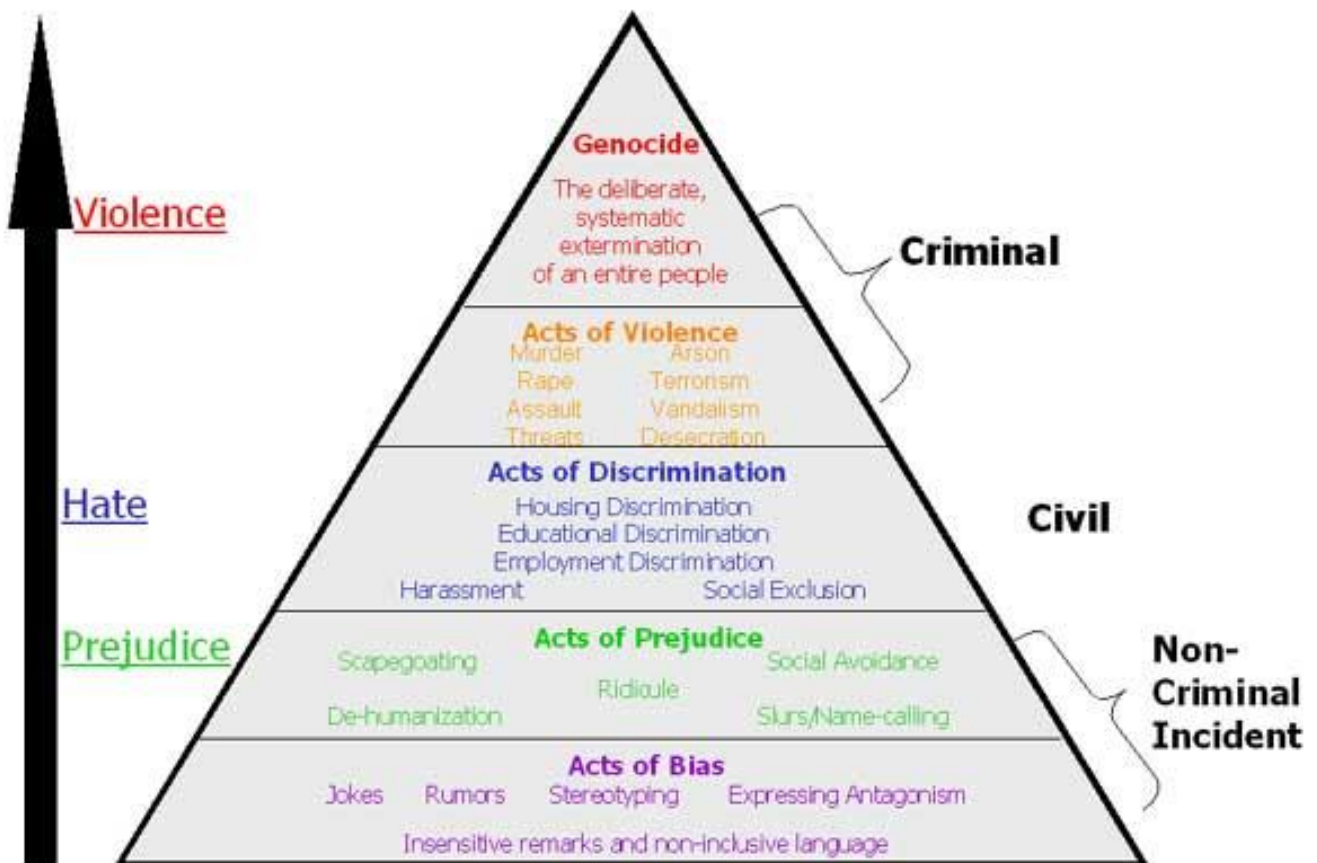 Genocide
The deliberate,
systematic
extermination
of an entire people
Violence
Criminal
Acts of Violence
Murder Arson
Rape Terrorism
Assault Vandalism
Threats Desecration
Acts of Discrimination
Housing Discrimination
Educational Discrimination
Employment Discrimination
Harassment Social Exclusion
Hate
Civil
Acts of Prejudice
Scapegoating Social Avoidance
Ridicule
De-humanization Slurs/Name-calling
Prejudice
Non-
Criminal
Incident
Acts of Bias
Jokes Rumors Stereotyping Expressing Antagonism
Insensitive remarks and non-inclusive language